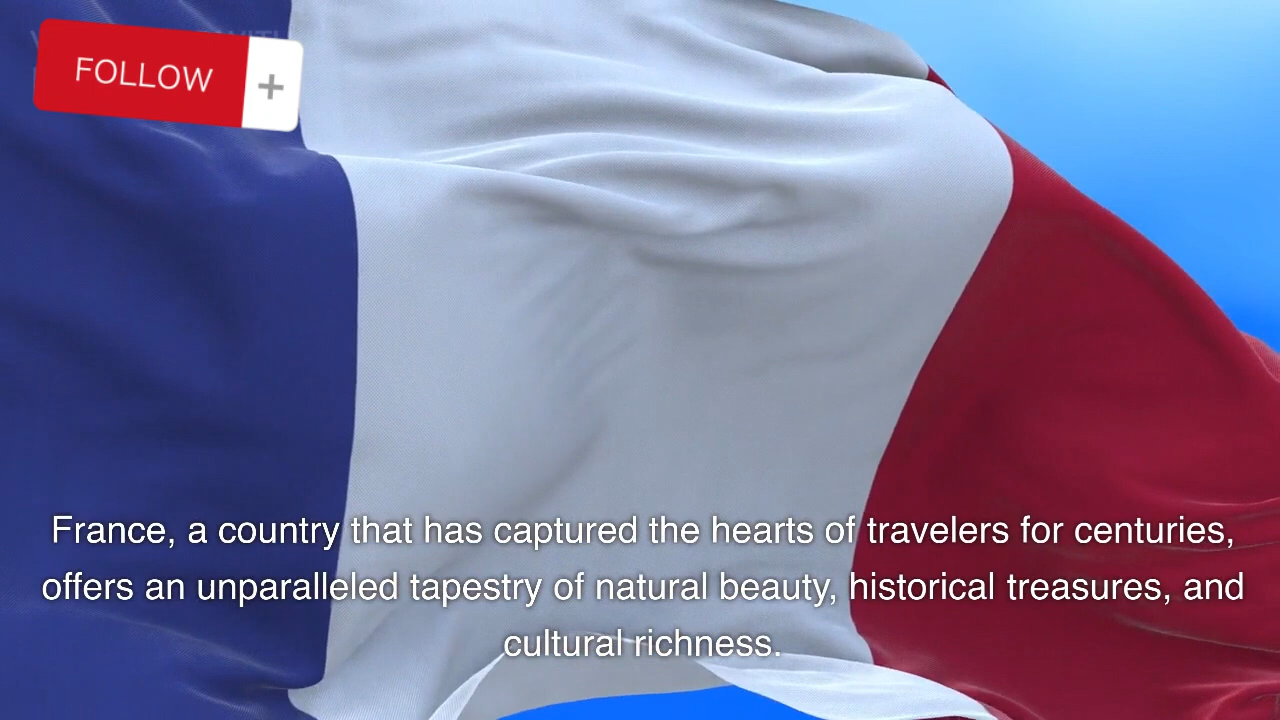 FOLLOW +
France, a country that has captured the hearts of travelers for centuries,
offers an unparalleled tapestry of natural beauty, historical treasures, and
cultural richness.